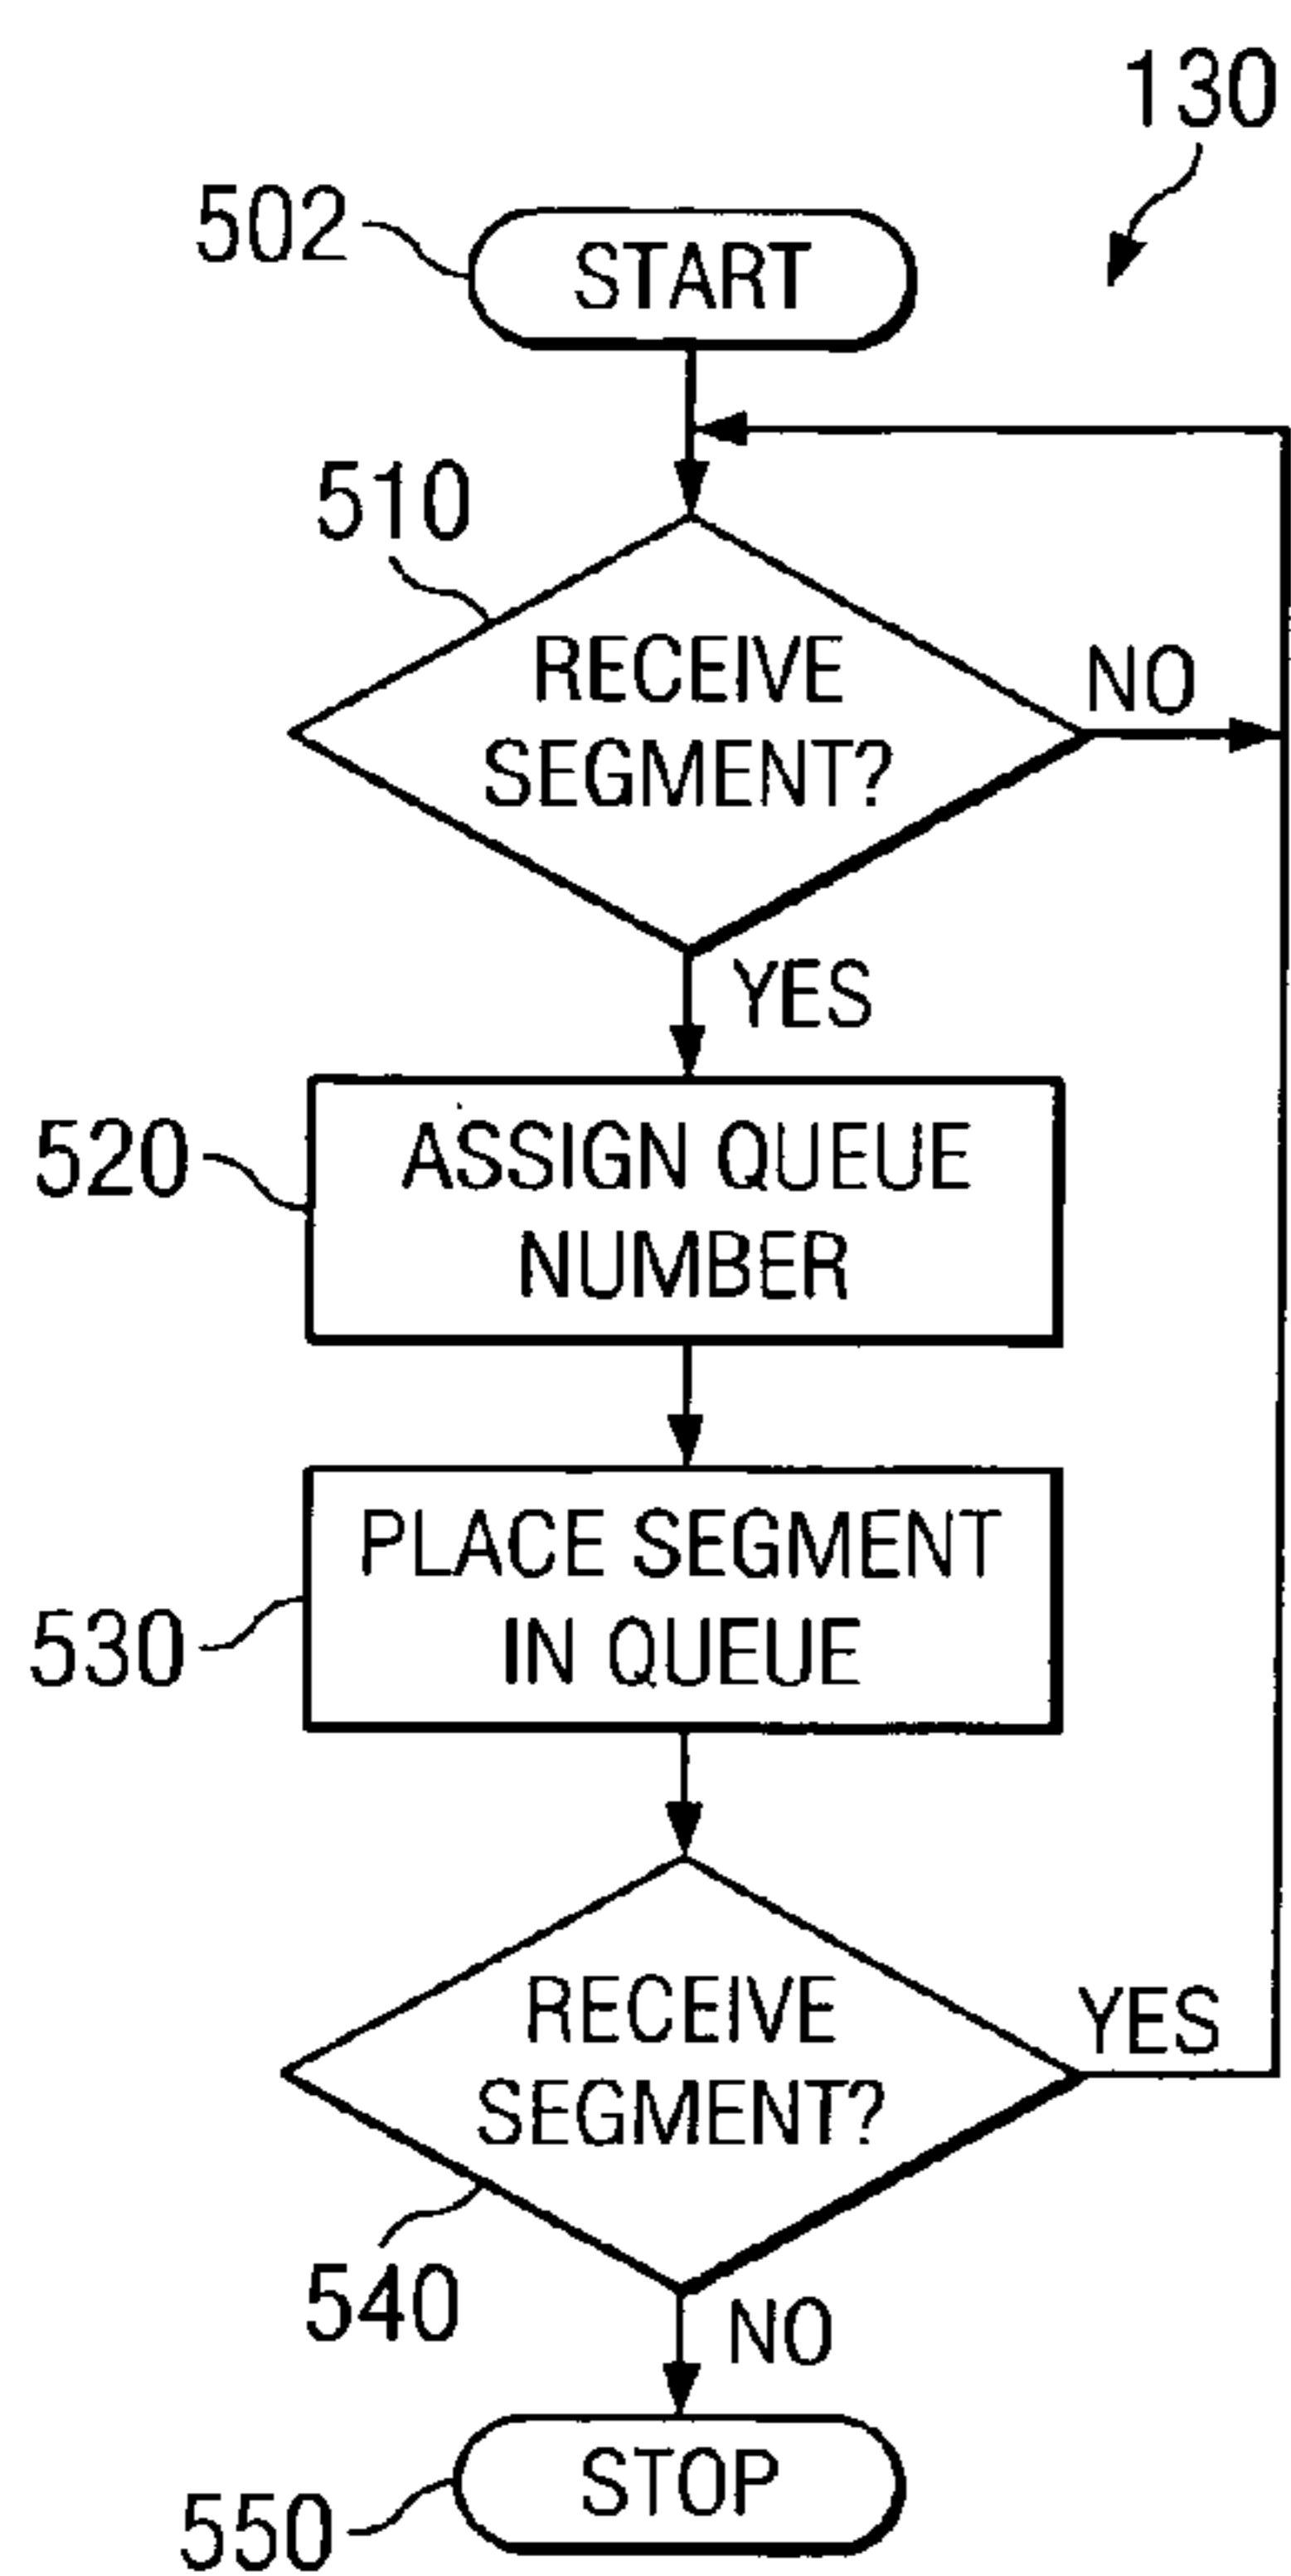 130
502
START
510
RECEIVE
SEGMENT?
NO
YES
520
ASSIGN QUEUE
NUMBER
530
PLACE SEGMENT
IN QUEUE
RECEIVE
SEGMENT?
YES
540
NO
550
STOP